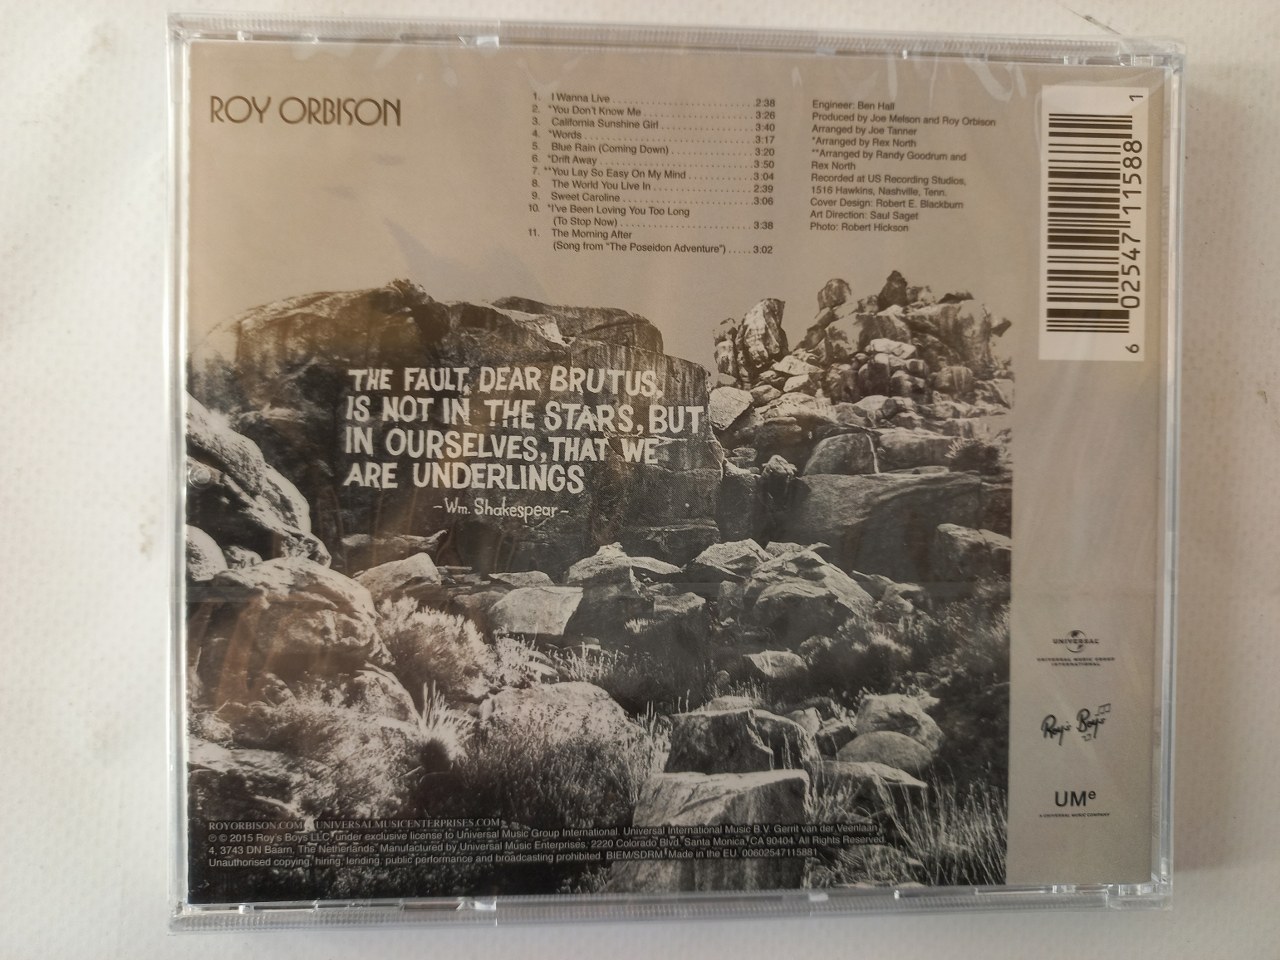 ROY ORBISON
1. I Wanna Live 2:38
2. *You Don't Know Me 3:26
3. California Sunshine Girl 3:40
4. *Words 3:17
5. Blue Rain (Coming Down) 3:20
6. *Drift Away 3:50
7. **You Lay So Easy On My Mind 3:04
8. The World You Live In 2:39
9. Sweet Caroline 3:06
10. *I've Been Loving You Too Long
(To Stop Now) 3:38
11. The Morning After
(Song from "The Poseidon Adventure") 3:02
Engineer: Ben Hall
Produced by Joe Melson and Roy Orbison
Arranged by Joe Tanner
*Arranged by Rex North
**Arranged by Randy Goodrum and
Rex North
Recorded at US Recording Studios,
1516 Hawkins, Nashville, Tenn.
Cover Design: Robert E. Blackburn
Art Direction: Saul Saget
Photo: Robert Hickson
6 02547 11588 1
THE FAULT, DEAR BRUTUS,
IS NOT IN THE STARS, BUT
IN OURSELVES, THAT WE
ARE UNDERLINGS
-Wm. Shakespear-
UNIVERSAL
UNIVERSAL MUSIC GROUP
INTERNATIONAL
Roy's Boys
UMe
A UNIVERSAL MUSIC COMPANY
ROYORBISON.COM UNIVERSALMUSICENTERPRISES.COM
℗ © 2015 Roy's Boys LLC, under exclusive license to Universal Music Group International. Universal International Music B.V. Gerrit van der Veenlaan
4, 3743 DN Baarn, The Netherlands. Manufactured by Universal Music Enterprises: 2220 Colorado Blvd. Santa Monica, CA 90404. All Rights Reserved.
Unauthorised copying, hiring, lending, public performance and broadcasting prohibited. BIEM/SDRM. Made in the EU. 00602547115881